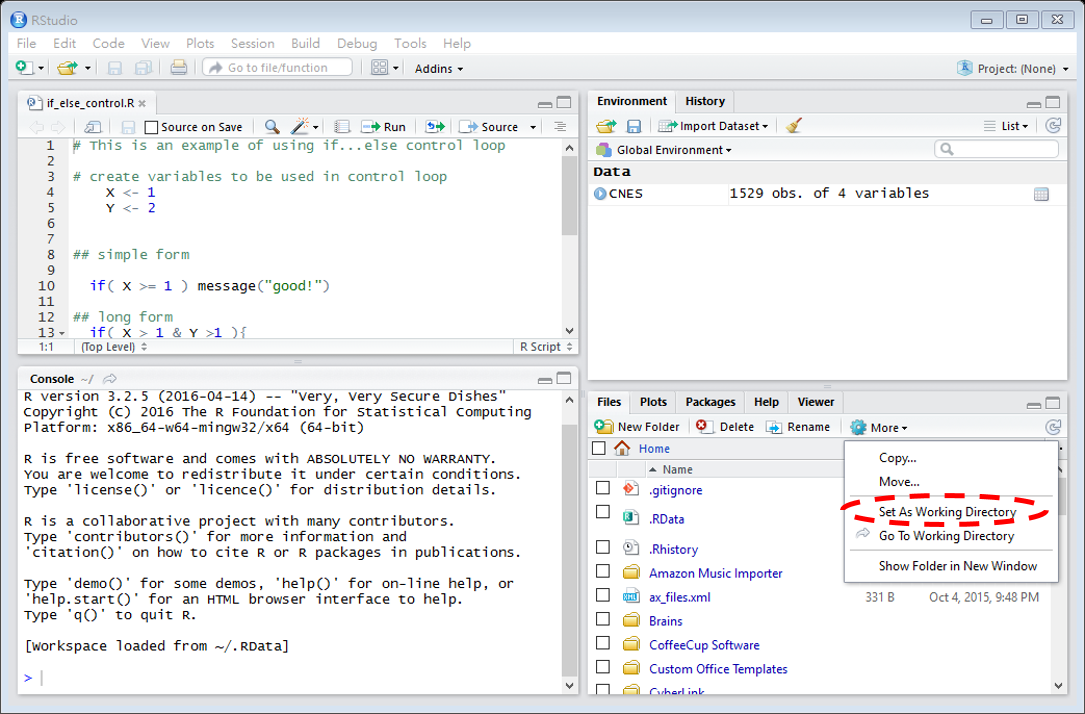 RStudio
File Edit Code View Plots Session Build Debug Tools Help
Go to file/function Addins Project: (None)
if_else_control.R
Source on Save Run Source
1 # This is an example of using if...else control loop
2
3 # create variables to be used in control loop
4 X <- 1
5 Y <- 2
6
7
8 ## simple form
9
10 if( X >= 1 ) message("good!")
11
12 ## long form
13 if( X > 1 & Y >1 ){
1:1 (Top Level) R Script
Console ~/
R version 3.2.5 (2016-04-14) -- "Very, Very Secure Dishes"
Copyright (C) 2016 The R Foundation for Statistical Computing
Platform: x86_64-w64-mingw32/x64 (64-bit)
R is free software and comes with ABSOLUTELY NO WARRANTY.
You are welcome to redistribute it under certain conditions.
Type 'license()' or 'licence()' for distribution details.
R is a collaborative project with many contributors.
Type 'contributors()' for more information and
'citation()' on how to cite R or R packages in publications.
Type 'demo()' for some demos, 'help()' for on-line help, or
'help.start()' for an HTML browser interface to help.
Type 'q()' to quit R.
[Workspace loaded from ~/.RData]
>
Environment History
Import Dataset List
Global Environment
Data
CNES 1529 obs. of 4 variables
Files Plots Packages Help Viewer
New Folder Delete Rename More
Home
Name
.gitignore
.RData
.Rhistory
Amazon Music Importer
ax_files.xml 331 B Oct 4, 2015, 9:48 PM
Brains
CoffeeCup Software
Custom Office Templates
CyberLink
Copy...
Move...
Set As Working Directory
Go To Working Directory
Show Folder in New Window